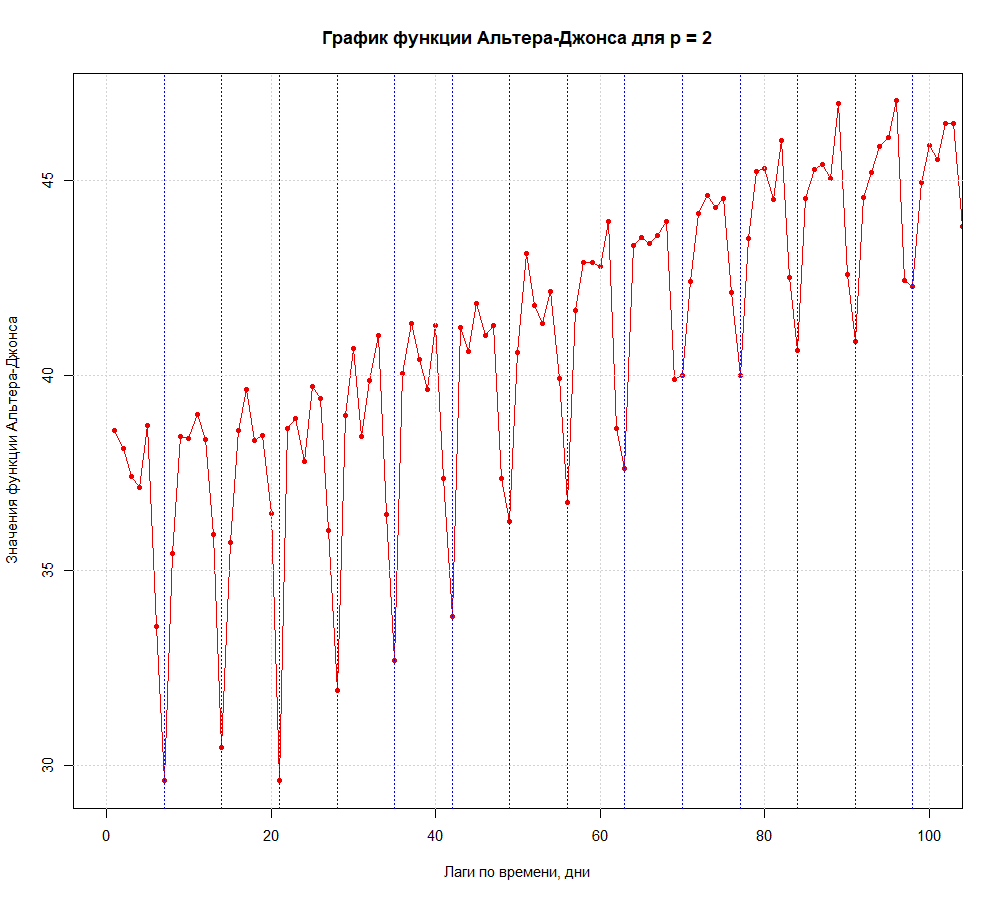 График функции Альтера-Джонса для p = 2
Значения функции Альтера-Джонса
45
40
35
30
0 20 40 60 80 100
Лаги по времени, дни